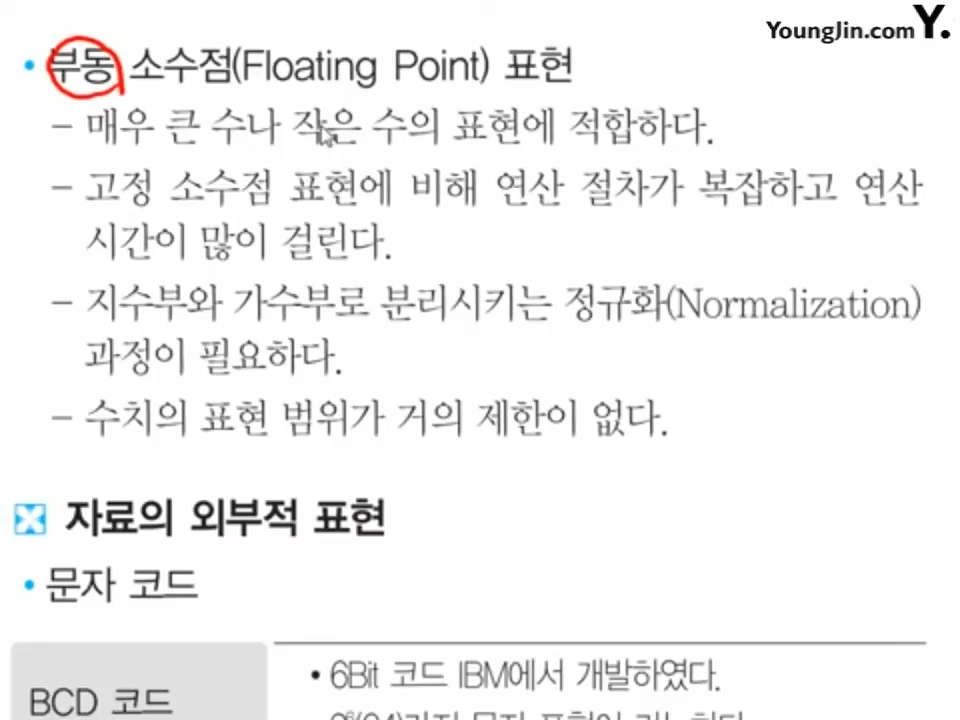 YoungJin.com Y.
• 부동 소수점(Floating Point) 표현
– 매우 큰 수나 작은 수의 표현에 적합하다.
– 고정 소수점 표현에 비해 연산 절차가 복잡하고 연산
시간이 많이 걸린다.
– 지수부와 가수부로 분리시키는 정규화(Normalization)
과정이 필요하다.
– 수치의 표현 범위가 거의 제한이 없다.
자료의 외부적 표현
• 문자 코드
• 6Bit 코드 IBM에서 개발하였다.
BCD 코드